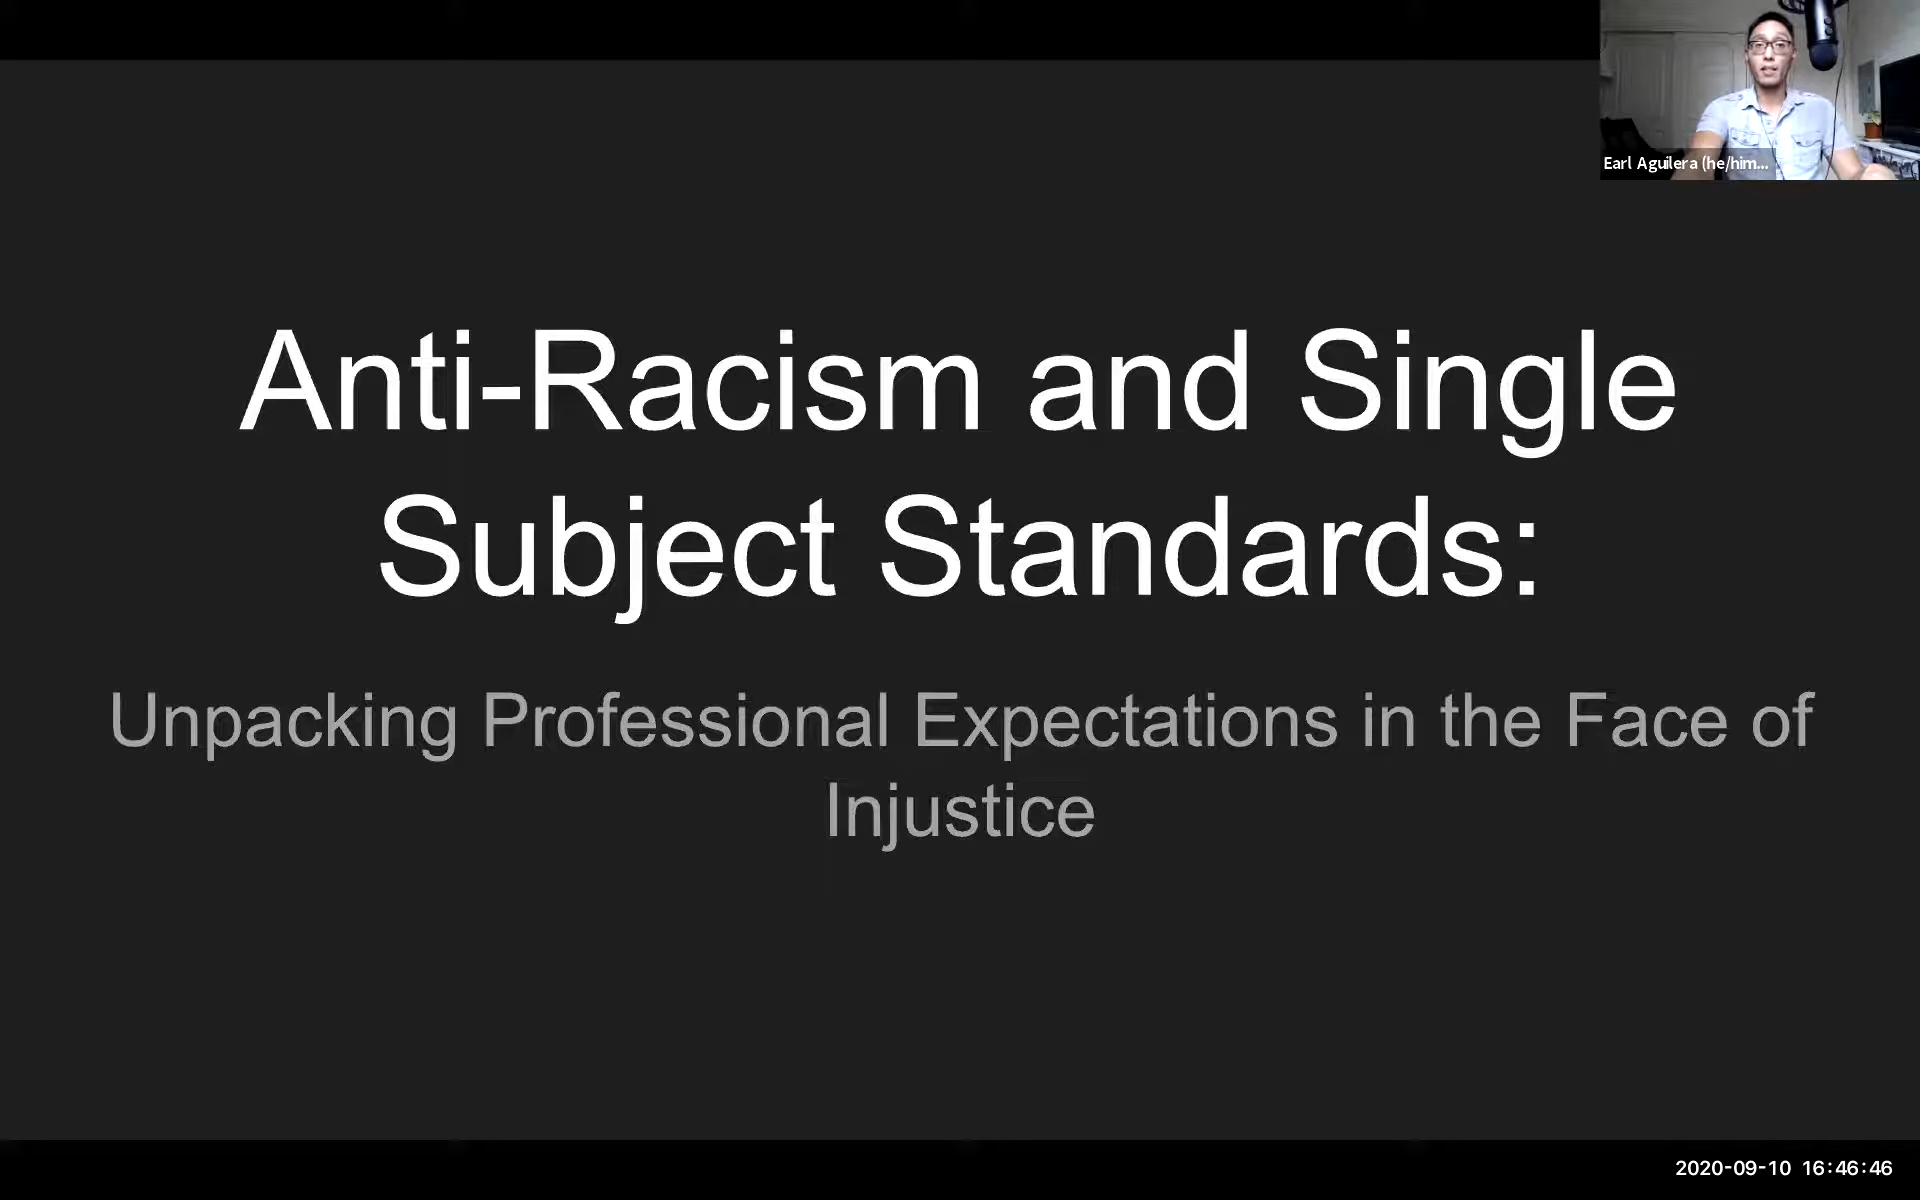 Earl Aguilera (he/him...
Anti-Racism and Single
Subject Standards:
Unpacking Professional Expectations in the Face of
Injustice
2020-09-10 16:46:46